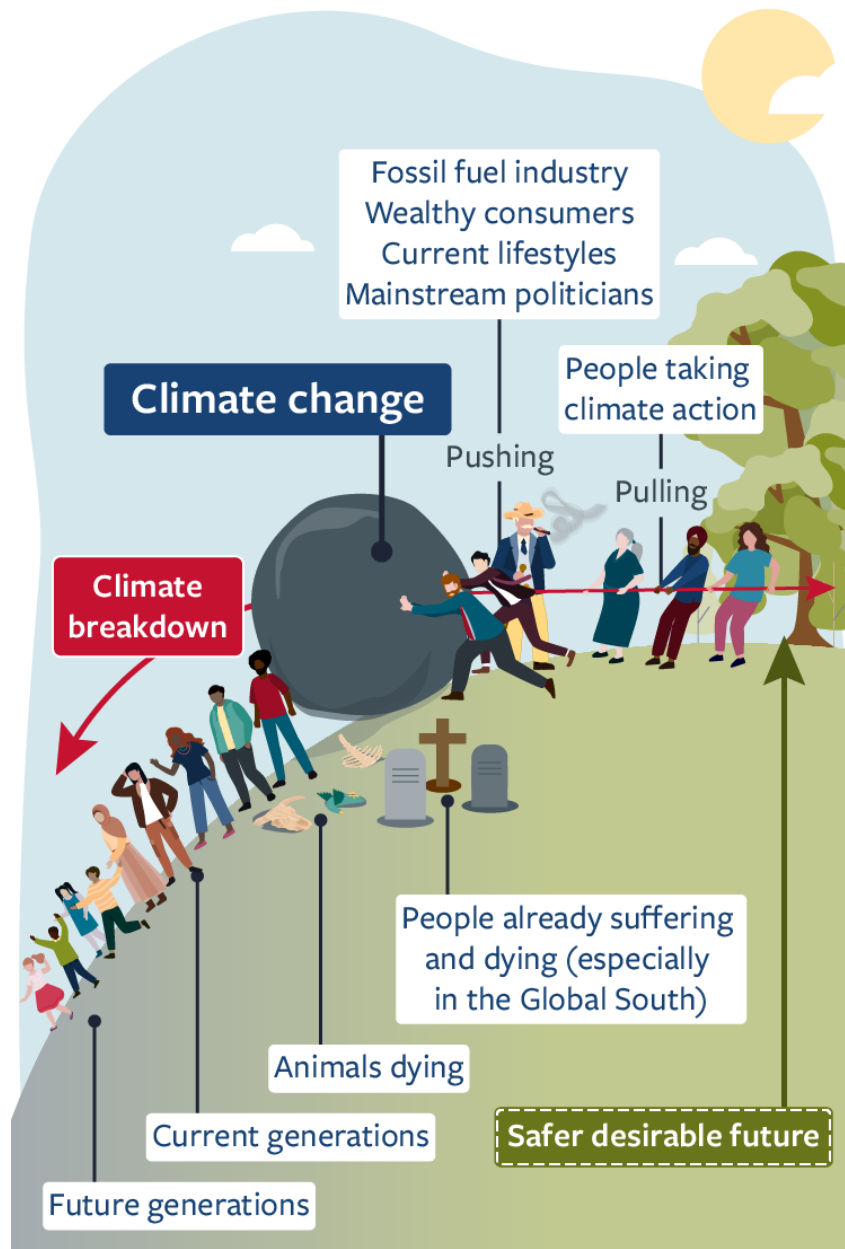 Fossil fuel industry
Wealthy consumers
Current lifestyles
Mainstream politicians
People taking
climate action
Climate change
Pushing
Pulling
Climate
breakdown
People already suffering
and dying (especially
in the Global South)
Animals dying
Current generations
Safer desirable future
Future generations